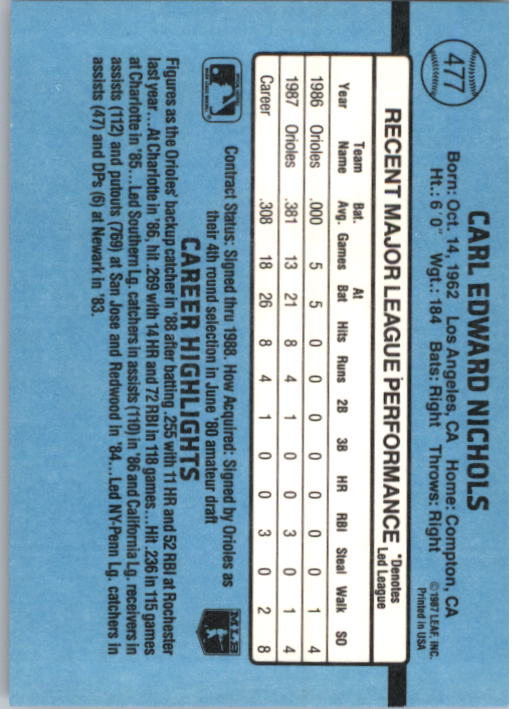 477
CARL EDWARD NICHOLS
Born: Oct. 14, 1962 Los Angeles, CA Home: Compton, CA
Ht.: 6'0" Wgt.: 184 Bats: Right Throws: Right
©1987 LEAF, INC.
Printed in USA
RECENT MAJOR LEAGUE PERFORMANCE *Denotes Led League
Year Team Name Bat. Avg. Games At Bat Hits Runs 2B 3B HR RBI Steal Walk SO
1986 Orioles .000 5 5 0 0 0 0 0 0 0 1 4
1987 Orioles .381 13 21 8 4 1 0 0 3 0 1 4
Career .308 18 26 8 4 1 0 0 3 0 2 8
Contract Status: Signed thru 1988. How Acquired: Signed by Orioles as
their 4th round selection in June '80 amateur draft
MLB
CAREER HIGHLIGHTS
Figures as the Orioles' backup catcher in '88 after batting .255 with 11 HR and 52 RBI at Rochester
last year...At Charlotte in '86, hit .269 with 14 HR and 72 RBI in 118 games...Hit .236 in 115 games
at Charlotte in '85...Led Southern Lg. catchers in assists (110) in '86 and California Lg. receivers in
assists (112) and putouts (769) at San Jose and Redwood in '84...Led NY-Penn Lg. catchers in
assists (47) and DPs (6) at Newark in '83.